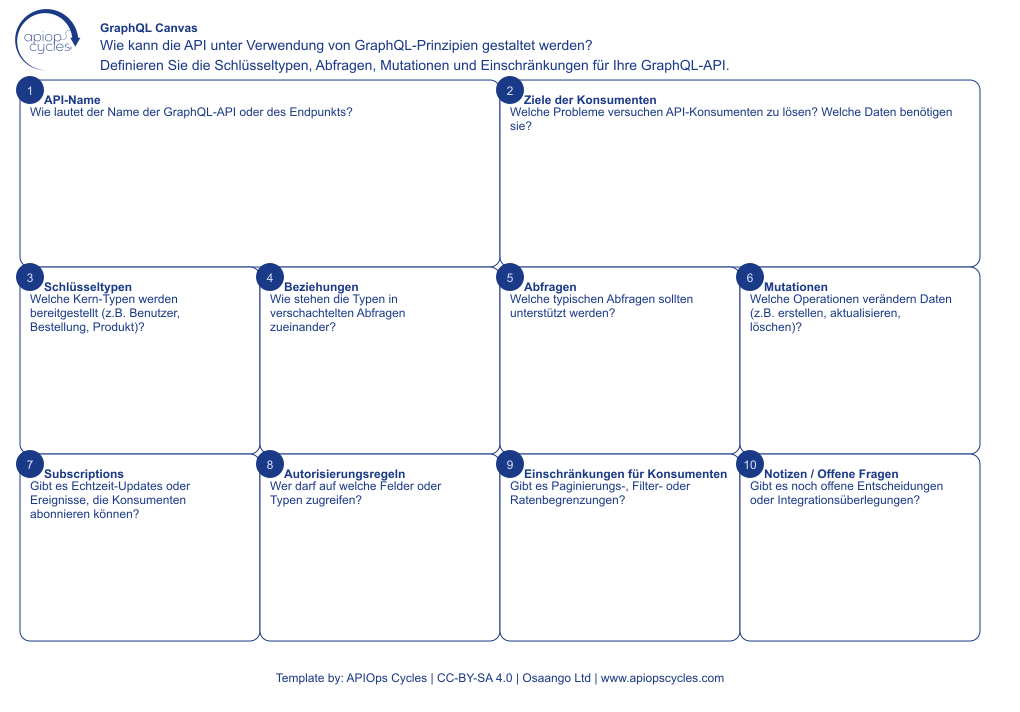 apiop
cycles
GraphQL Canvas
Wie kann die API unter Verwendung von GraphQL-Prinzipien gestaltet werden?
Definieren Sie die Schlüsseltypen, Abfragen, Mutationen und Einschränkungen für Ihre GraphQL-API.
1
API-Name
Wie lautet der Name der GraphQL-API oder des Endpunkts?
2
Ziele der Konsumenten
Welche Probleme versuchen API-Konsumenten zu lösen? Welche Daten benötigen
sie?
3
Schlüsseltypen
Welche Kern-Typen werden
bereitgestellt (z.B. Benutzer,
Bestellung, Produkt)?
4
Beziehungen
Wie stehen die Typen in
verschachtelten Abfragen
zueinander?
5
Abfragen
Welche typischen Abfragen sollten
unterstützt werden?
6
Mutationen
Welche Operationen verändern Daten
(z.B. erstellen, aktualisieren,
löschen)?
7
Subscriptions
Gibt es Echtzeit-Updates oder
Ereignisse, die Konsumenten
abonnieren können?
8
Autorisierungsregeln
Wer darf auf welche Felder oder
Typen zugreifen?
9
Einschränkungen für Konsumenten
Gibt es Paginierungs-, Filter- oder
Ratenbegrenzungen?
10
Notizen / Offene Fragen
Gibt es noch offene Entscheidungen
oder Integrationsüberlegungen?
Template by: APIOps Cycles | CC-BY-SA 4.0 | Osaango Ltd | www.apiopscycles.com